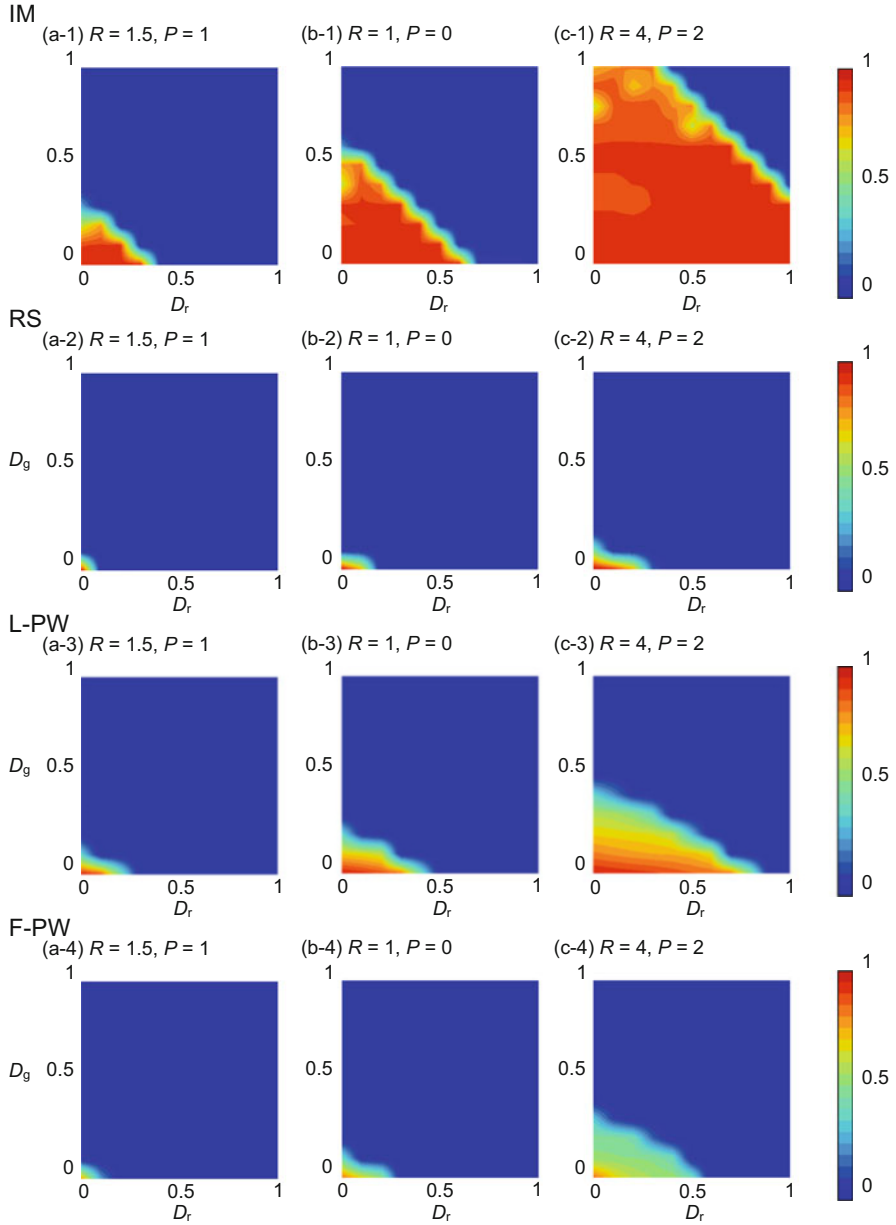 IM
(a-1) R = 1.5, P = 1
(b-1) R = 1, P = 0
(c-1) R = 4, P = 2
1
0.5
0
0
0.5
1
Dr
0.5
0
0
0.5
1
Dr
1
0.5
0
0
0.5
1
Dr
1
0.5
0
RS
(a-2) R = 1.5, P = 1
(b-2) R = 1, P = 0
(c-2) R = 4, P = 2
Dg
1
0.5
0
0
0.5
1
Dr
1
0.5
0
0
0.5
1
Dr
1
0.5
0
0
0.5
1
Dr
1
0.5
0
L-PW
(a-3) R = 1.5, P = 1
(b-3) R = 1, P = 0
(c-3) R = 4, P = 2
Dg
1
0.5
0
0
0.5
1
Dr
1
0.5
0
0
0.5
1
Dr
1
0.5
0
0
0.5
1
Dr
1
0.5
0
F-PW
(a-4) R = 1.5, P = 1
(b-4) R = 1, P = 0
(c-4) R = 4, P = 2
Dg
1
0.5
0
0
0.5
1
Dr
1
0.5
0
0
0.5
1
Dr
1
0.5
0
0
0.5
1
Dr
1
0.5
0